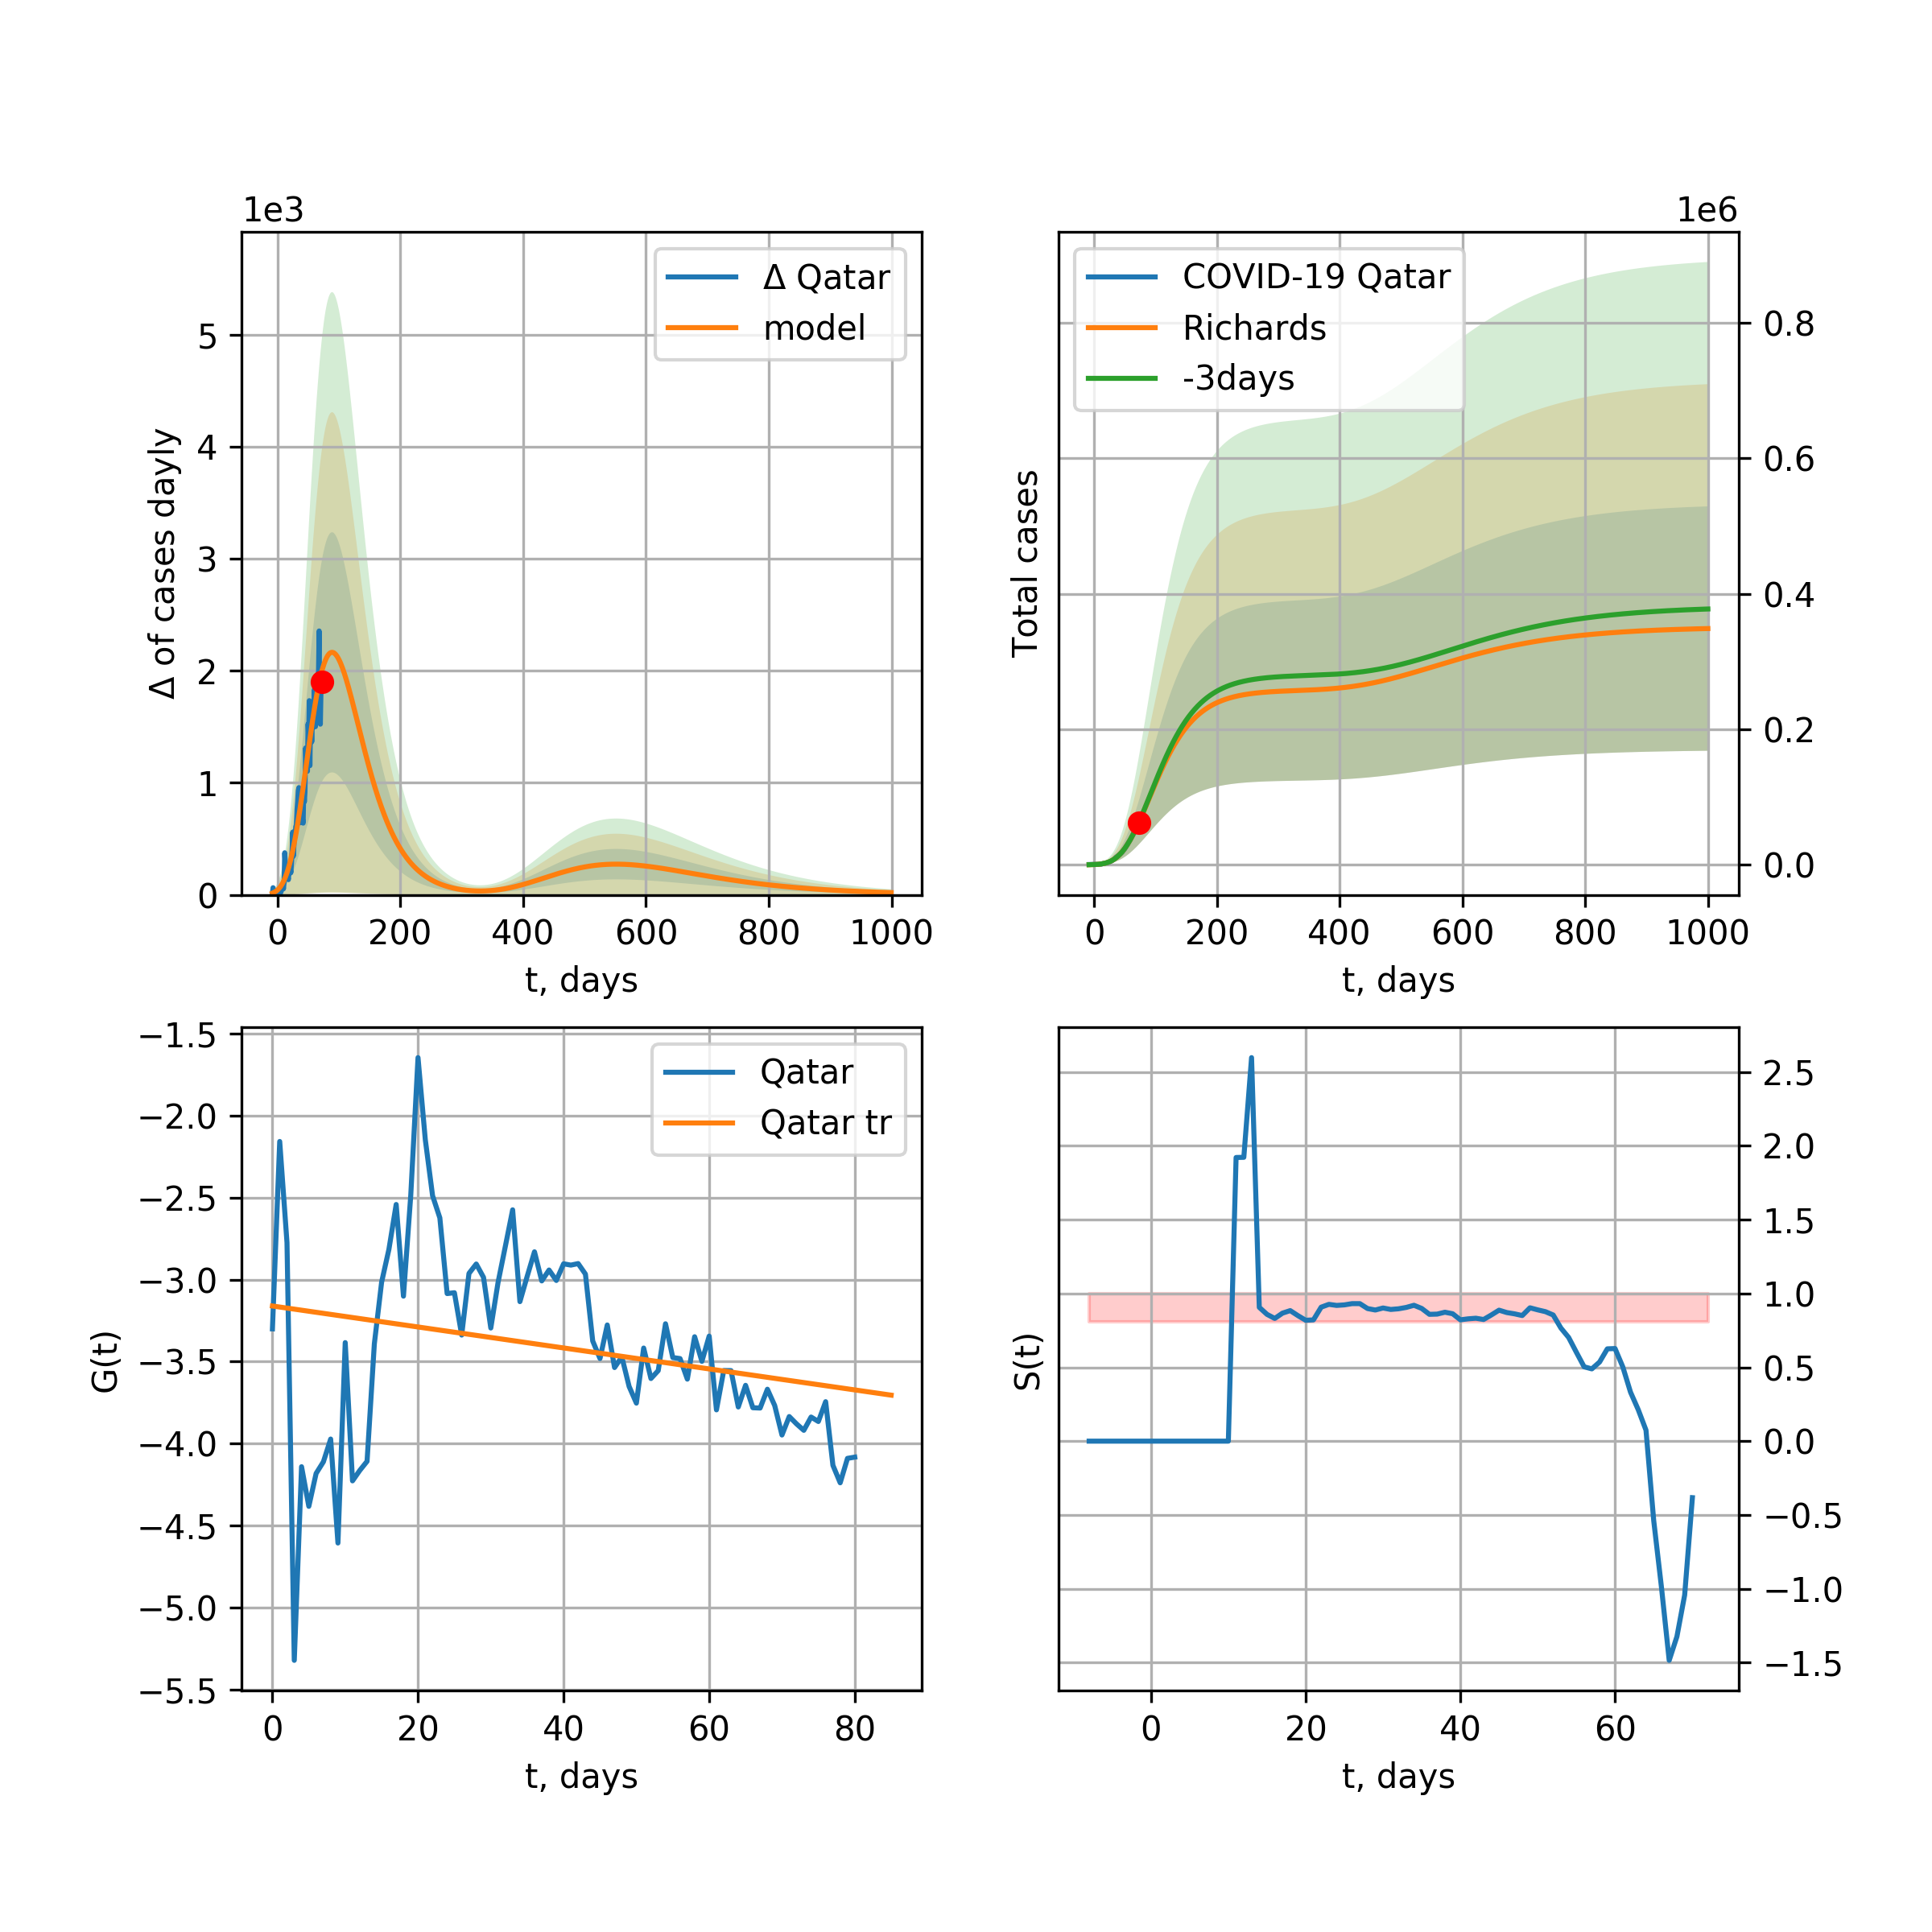 1e3
Δ Qatar
model
5
4
3
2
1
0
Δ of cases dayly
0 200 400 600 800 1000
t, days
1e6
COVID-19 Qatar
Richards
-3days
0.8
0.6
0.4
0.2
0.0
Total cases
0 200 400 600 800 1000
t, days
−1.5
−2.0
−2.5
−3.0
−3.5
−4.0
−4.5
−5.0
−5.5
Qatar
Qatar tr
G(t)
0 20 40 60 80
t, days
2.5
2.0
1.5
1.0
0.5
0.0
−0.5
−1.0
−1.5
S(t)
0 20 40 60
t, days